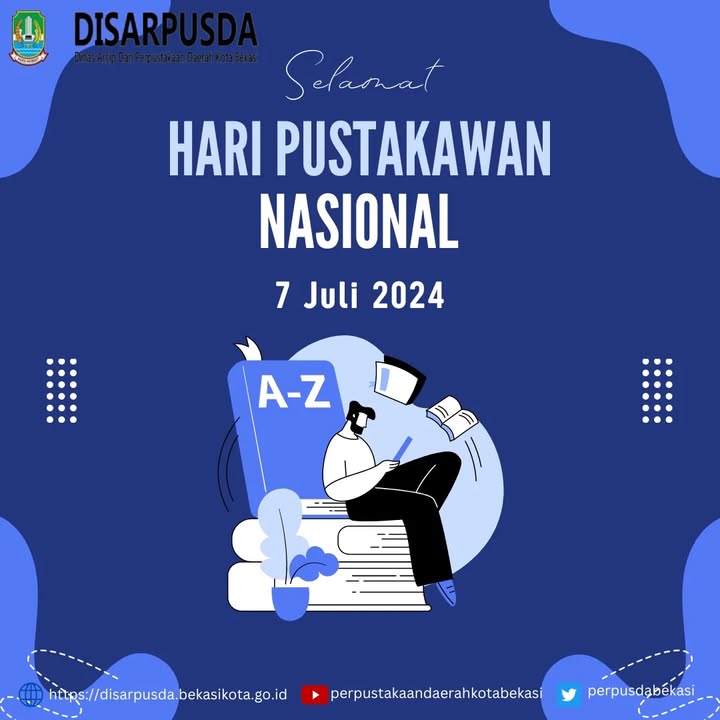 DISARPUSDA
Dinas Arsip Dan Perpustakaan Daerah Kota Bekasi
Selamat
HARI PUSTAKAWAN
NASIONAL
7 Juli 2024
A-Z
https://disarpusda.bekasikota.go.id
perpustakaandaerahkotabekasi
perpusdabekasi